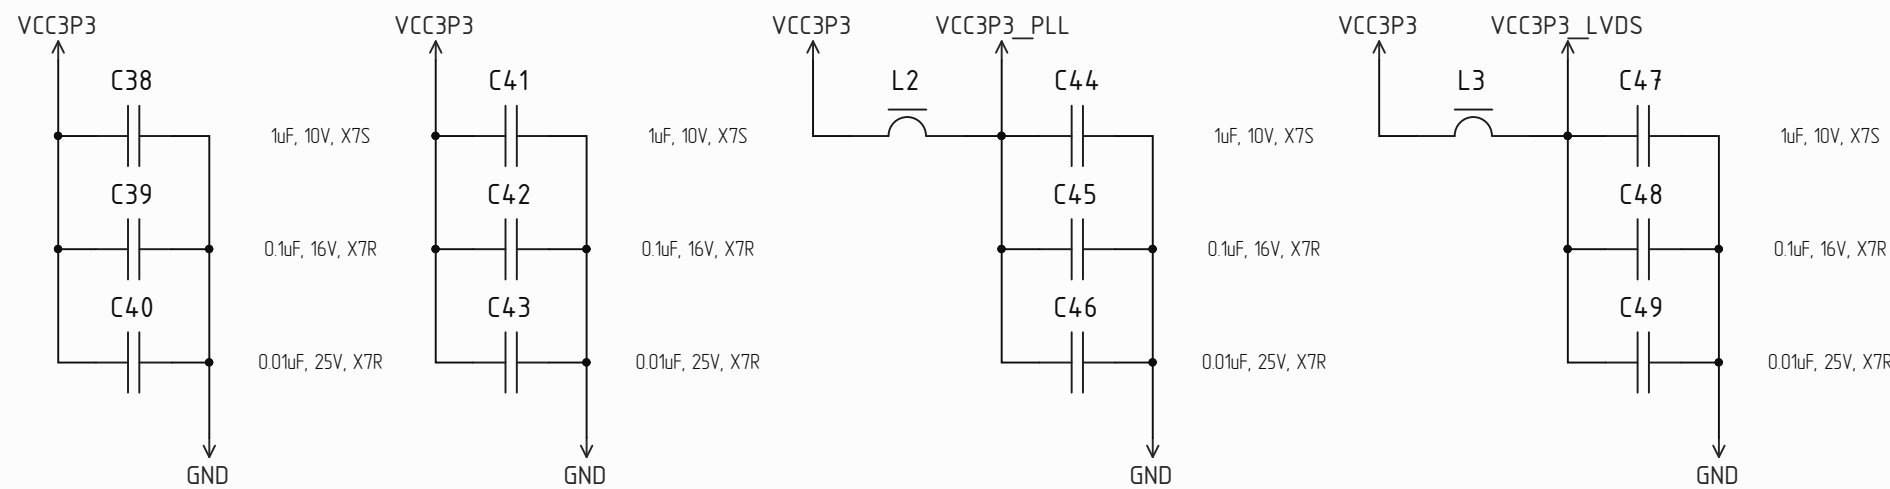 VCC3P3 VCC3P3 VCC3P3 VCC3P3_PLL VCC3P3 VCC3P3_LVDS
C38 C41 L2 C44 L3 C47
1uF, 10V, X7S 1uF, 10V, X7S 1uF, 10V, X7S 1uF, 10V, X7S
C39 C42 C45 C48
0.1uF, 16V, X7R 0.1uF, 16V, X7R 0.1uF, 16V, X7R 0.1uF, 16V, X7R
C40 C43 C46 C49
0.01uF, 25V, X7R 0.01uF, 25V, X7R 0.01uF, 25V, X7R 0.01uF, 25V, X7R
GND GND GND GND